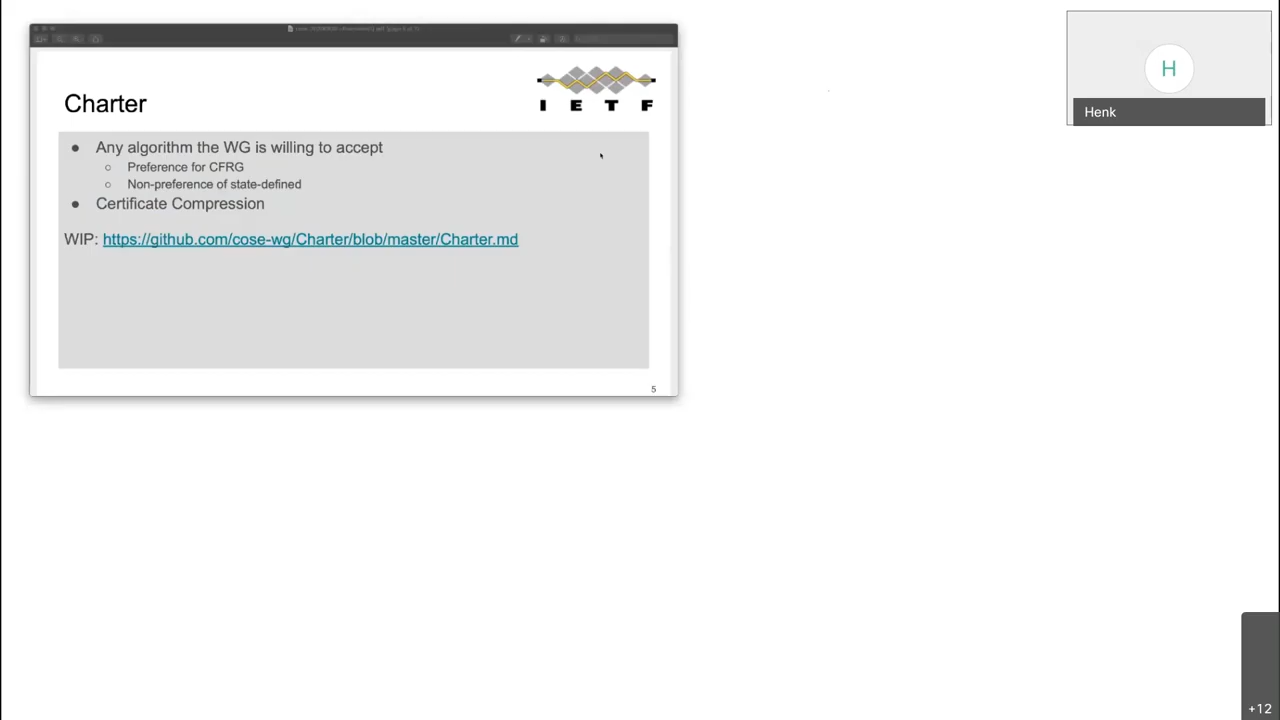 I E T F
Charter
● Any algorithm the WG is willing to accept
○ Preference for CFRG
○ Non-preference of state-defined
● Certificate Compression
WIP: https://github.com/cose-wg/Charter/blob/master/Charter.md
5
H
Henk
+12